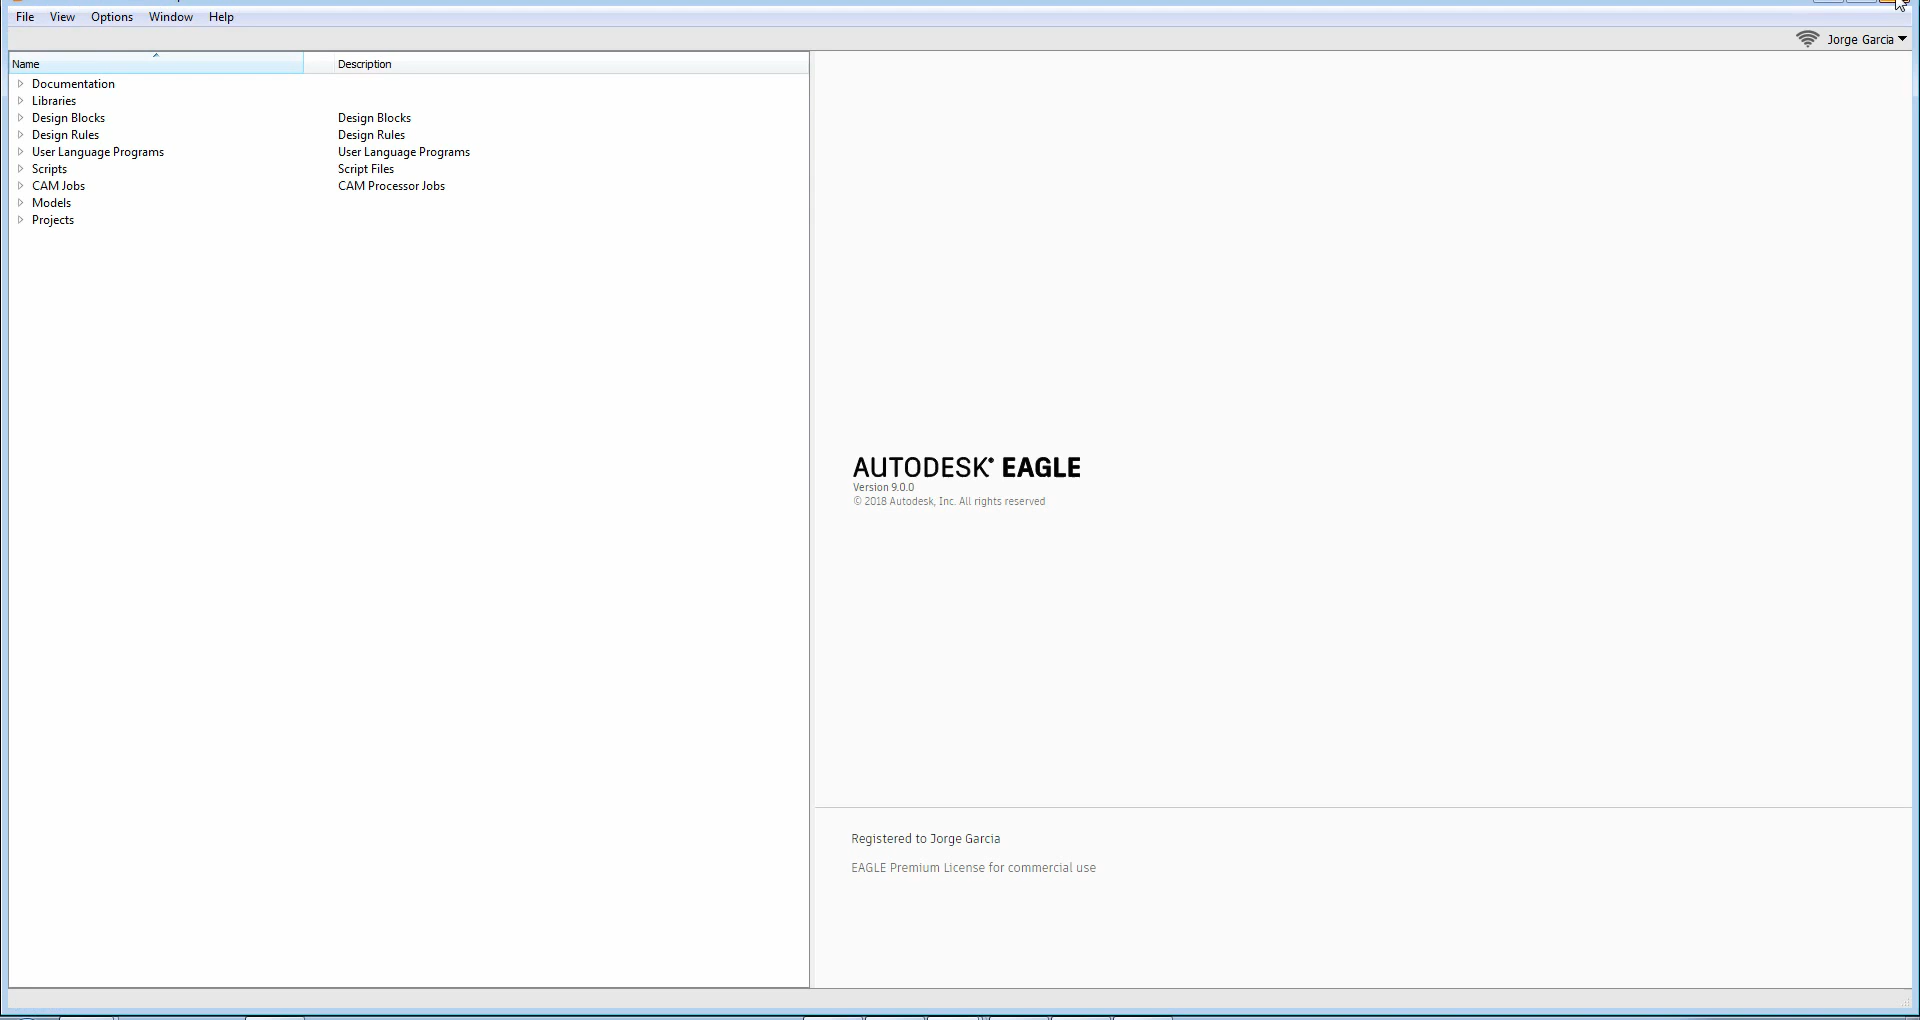 File View Options Window Help
Jorge Garcia
Name Description
Documentation
Libraries
Design Blocks Design Blocks
Design Rules Design Rules
User Language Programs User Language Programs
Scripts Script Files
CAM Jobs CAM Processor Jobs
Models
Projects
AUTODESK® EAGLE
Version 9.0.0
© 2018 Autodesk, Inc. All rights reserved
Registered to Jorge Garcia
EAGLE Premium License for commercial use